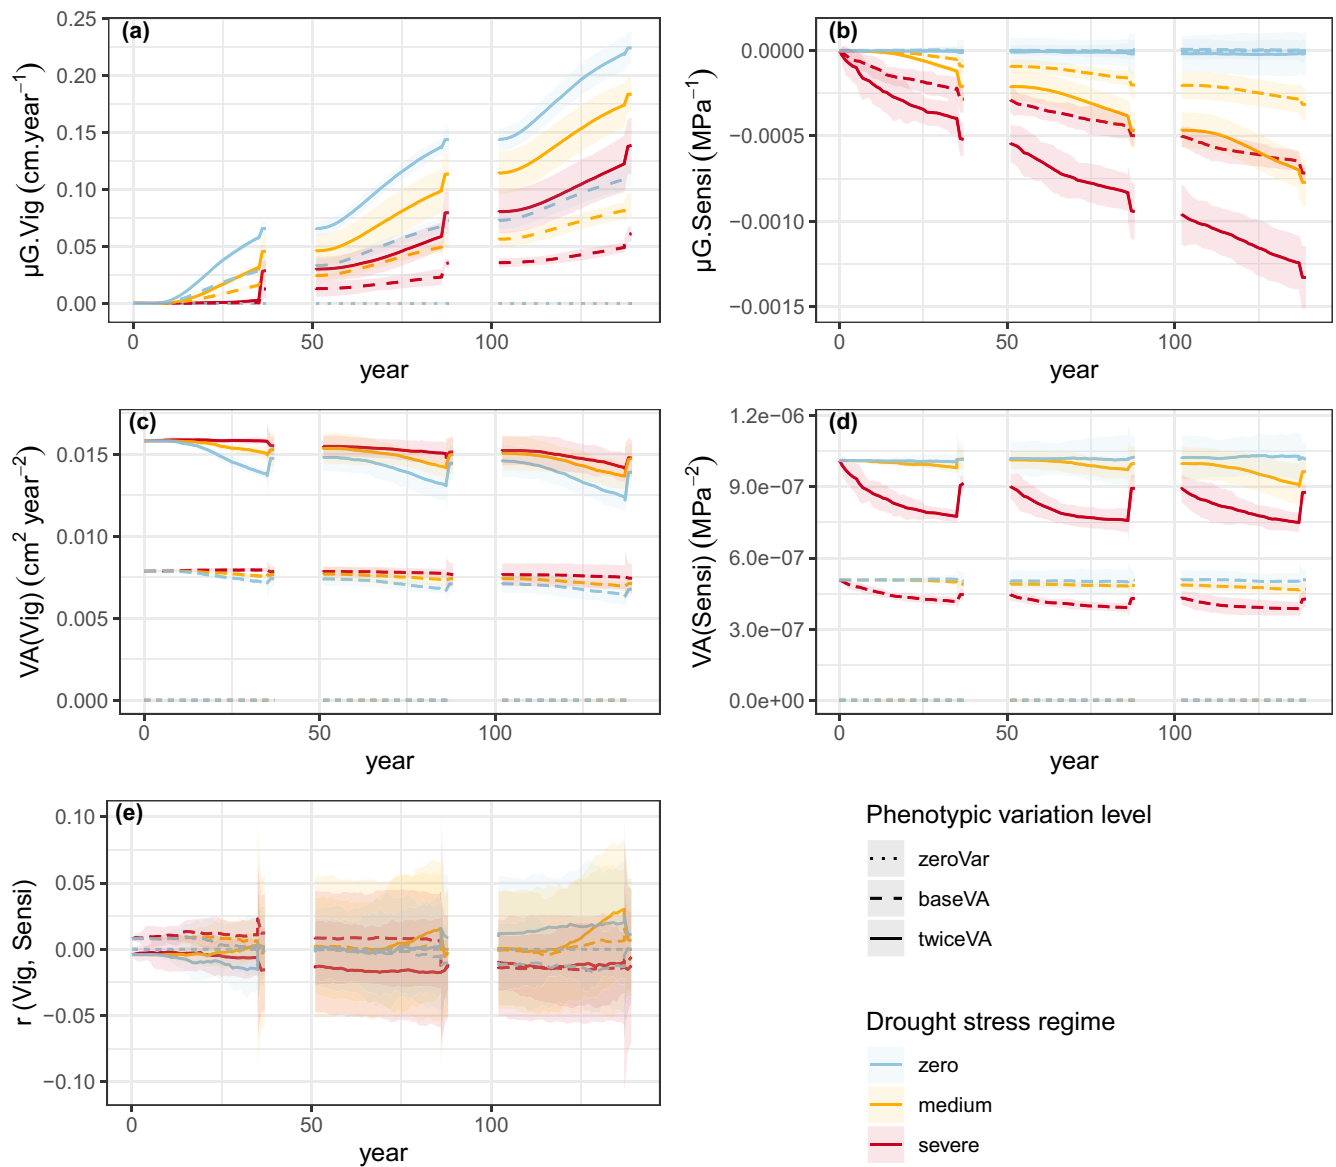 (a)
0.25
0.20
0.15
0.10
0.05
0.00
µG.Vig (cm.year−1)
0
50
100
year
(b)
0.0000
−0.0005
−0.0010
−0.0015
µG.Sensi (MPa−1)
0
50
100
year
(c)
0.015
0.010
0.005
0.000
VA(Vig) (cm2 year−2)
0
50
100
year
(d)
1.2e−06
9.0e−07
6.0e−07
3.0e−07
0.0e+00
VA(Sensi) (MPa−2)
0
50
100
year
(e)
0.10
0.05
0.00
−0.05
−0.10
r (Vig, Sensi)
0
50
100
year
Phenotypic variation level
zeroVar
baseVA
twiceVA
Drought stress regime
zero
medium
severe